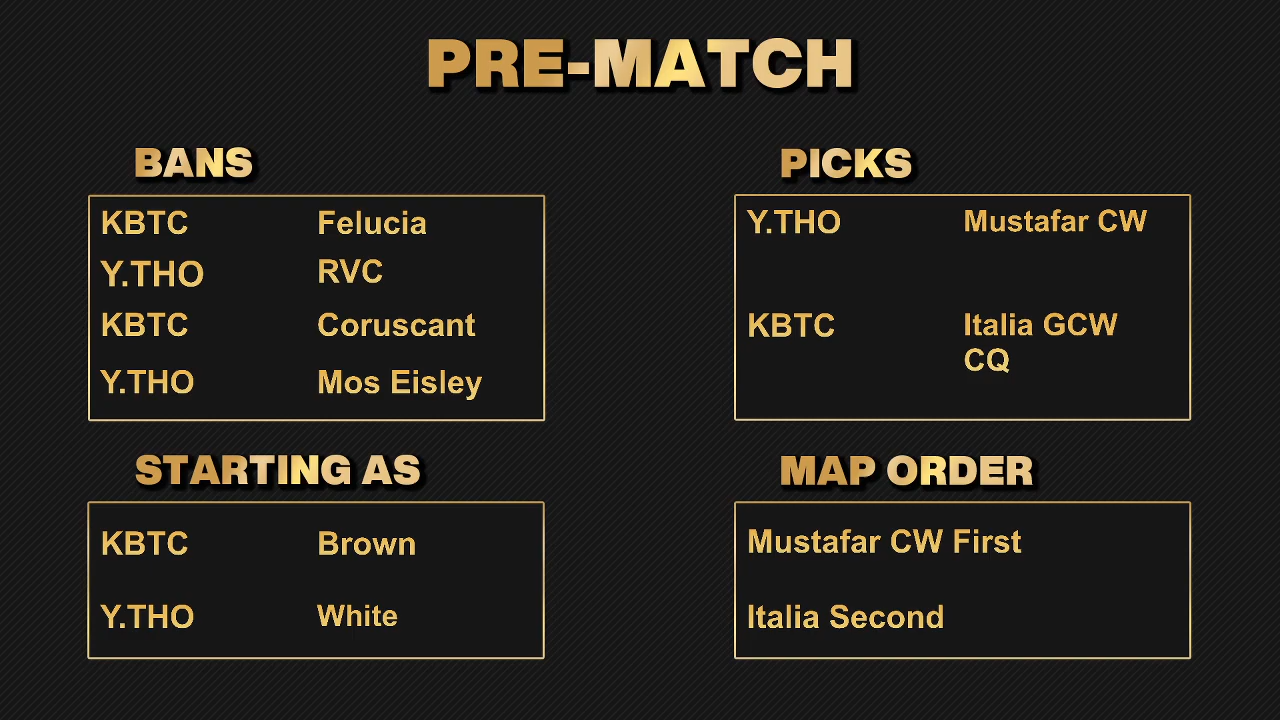 PRE-MATCH
BANS
KBTC Felucia
Y.THO RVC
KBTC Coruscant
Y.THO Mos Eisley
PICKS
Y.THO Mustafar CW
KBTC Italia GCW
CQ
STARTING AS
KBTC Brown
Y.THO White
MAP ORDER
Mustafar CW First
Italia Second